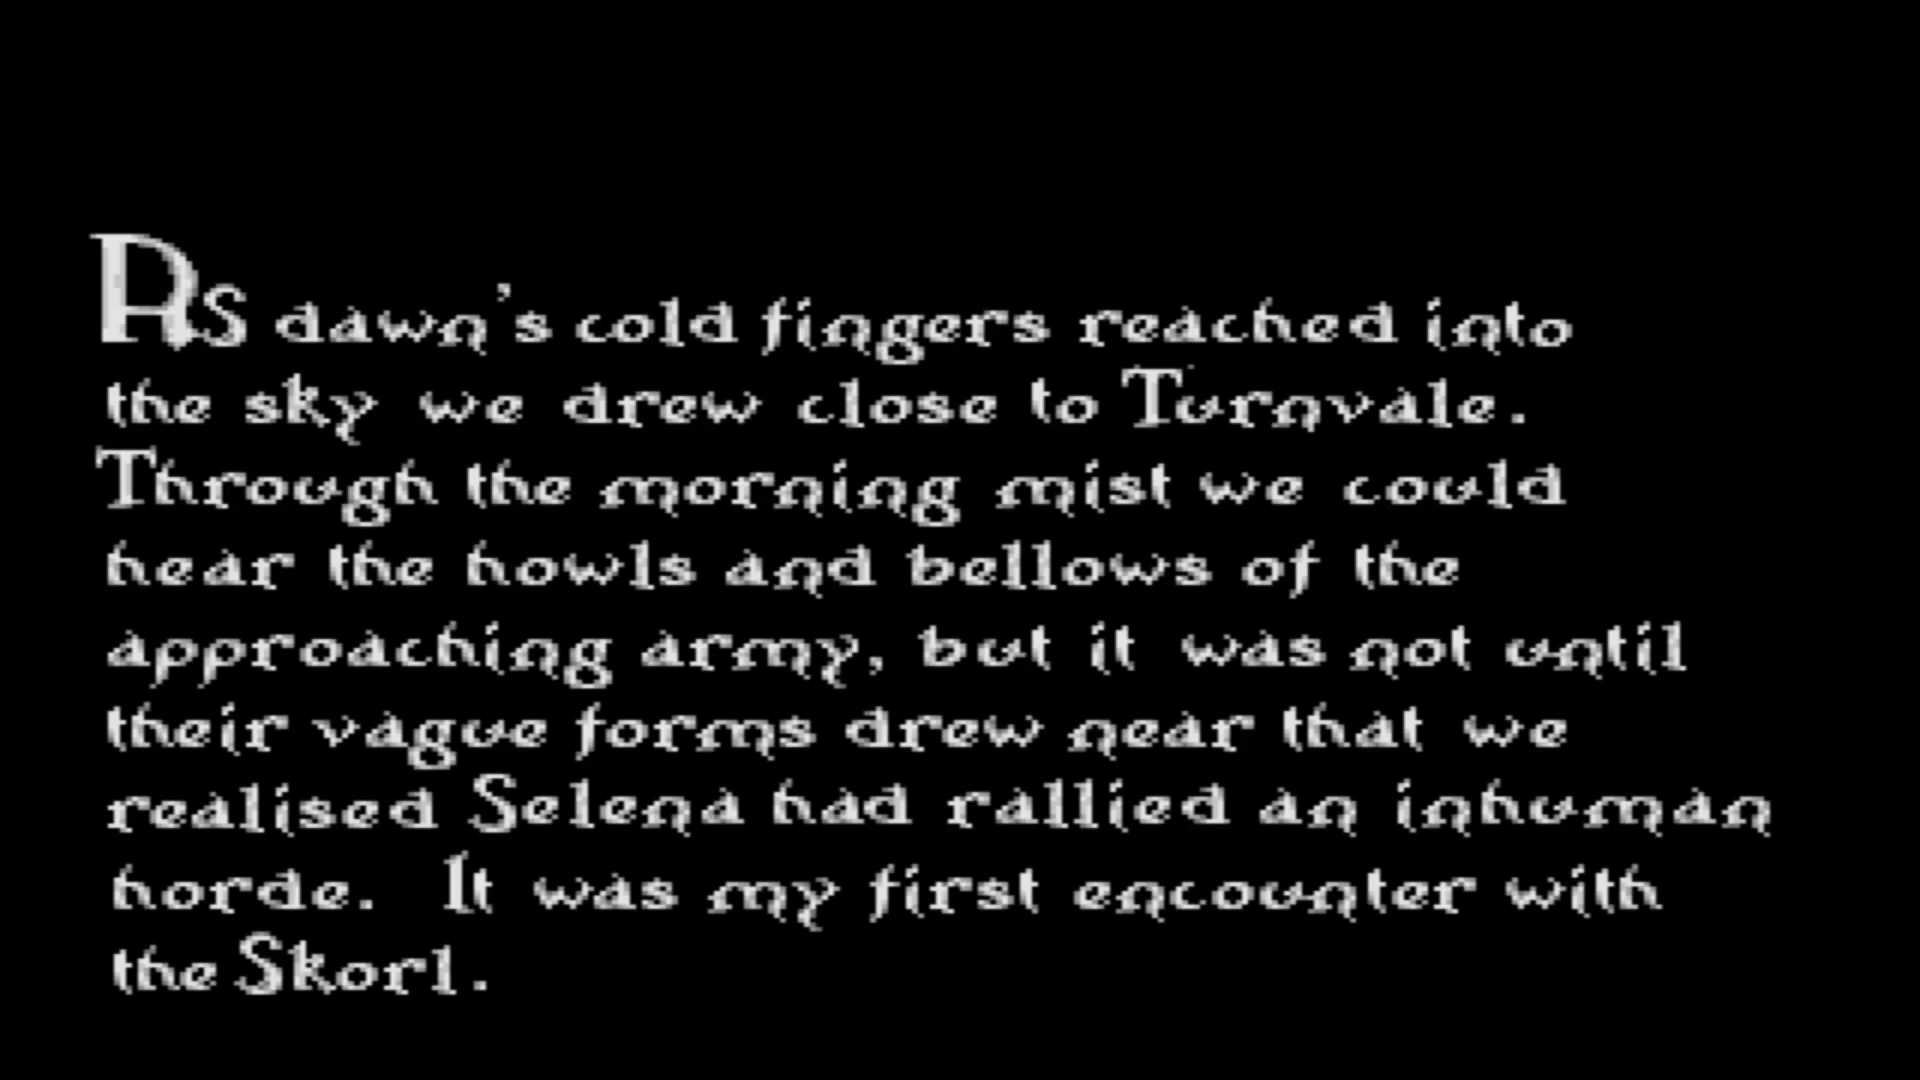 As dawn's cold fingers reached into
the sky we drew close to Turnvale.
Through the morning mist we could
hear the howls and bellows of the
approaching army, but it was not until
their vague forms drew near that we
realised Selena had rallied an inhuman
horde. It was my first encounter with
the Skorl.